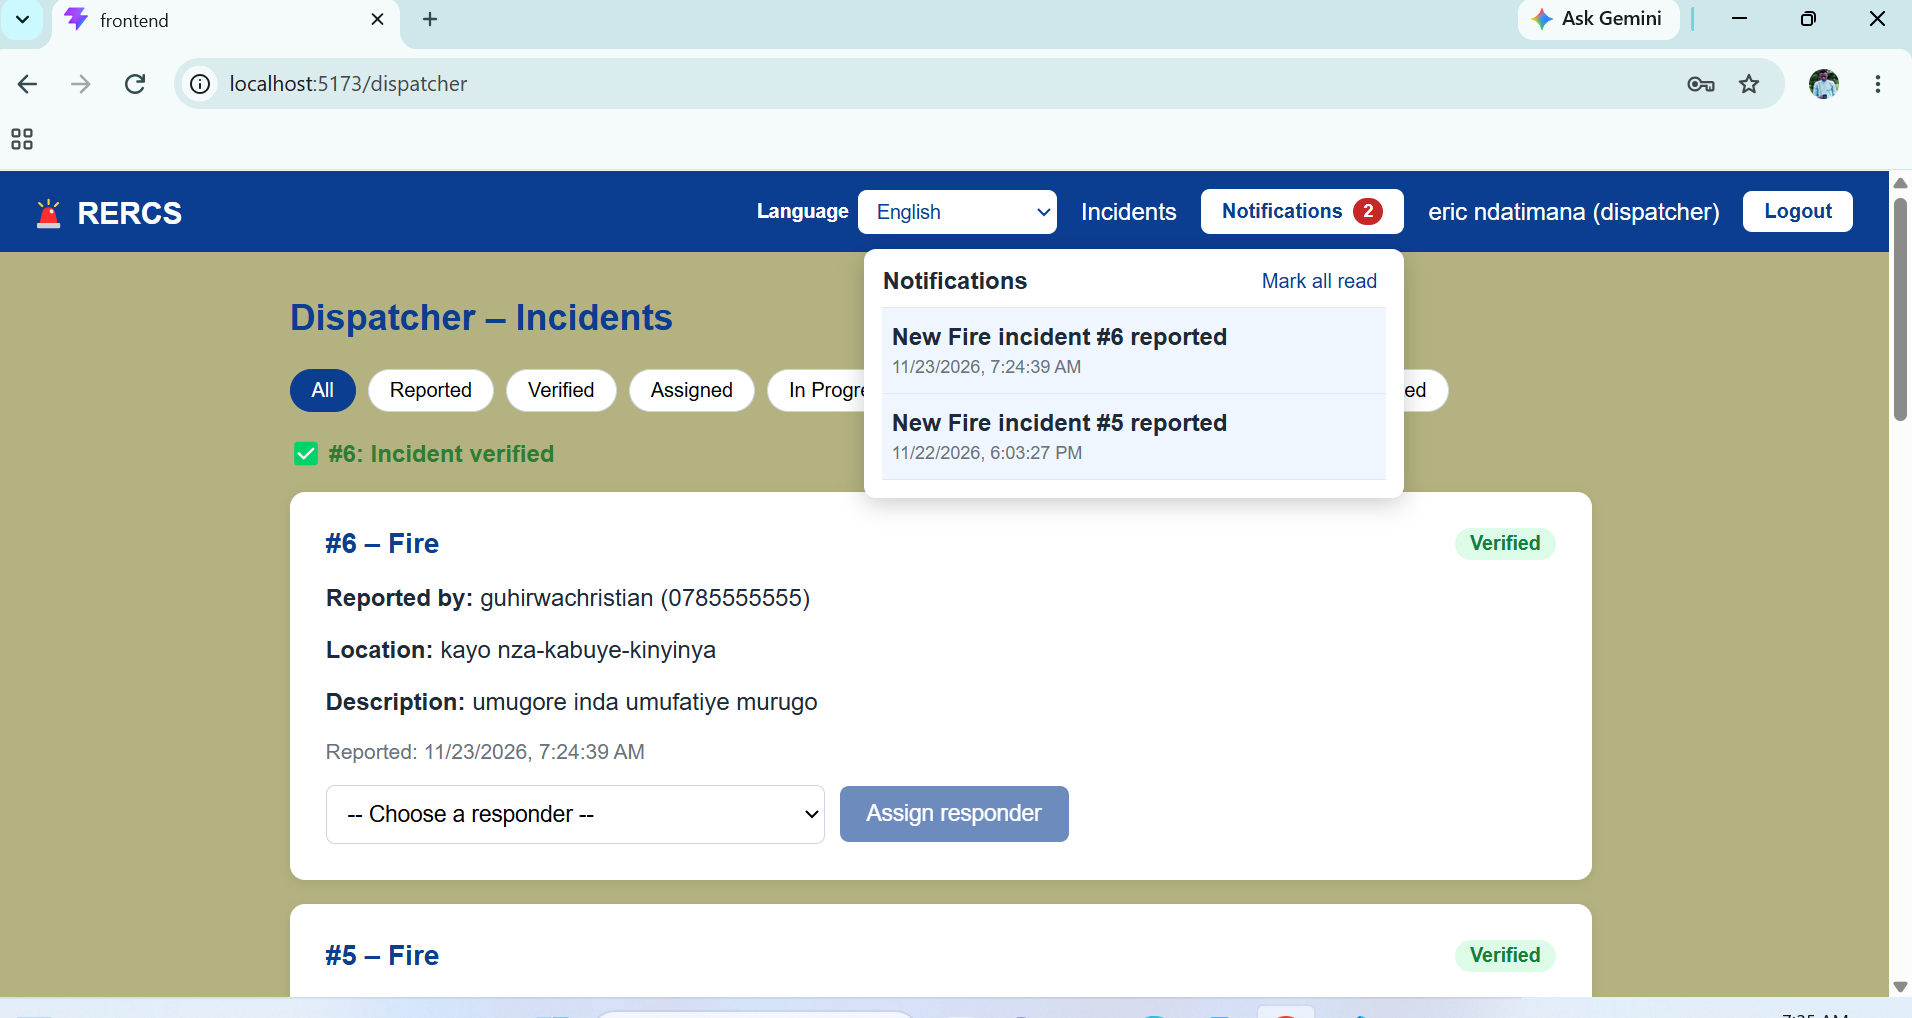 frontend
Ask Gemini
localhost:5173/dispatcher
RERCS
Language
English
Incidents
Notifications 2
eric ndatimana (dispatcher)
Logout
Notifications
Mark all read
New Fire incident #6 reported
11/23/2026, 7:24:39 AM
New Fire incident #5 reported
11/22/2026, 6:03:27 PM
Dispatcher – Incidents
All
Reported
Verified
Assigned
In Progre
ed
#6: Incident verified
#6 – Fire
Verified
Reported by: guhirwachristian (0785555555)
Location: kayo nza-kabuye-kinyinya
Description: umugore inda umufatiye murugo
Reported: 11/23/2026, 7:24:39 AM
-- Choose a responder --
Assign responder
#5 – Fire
Verified